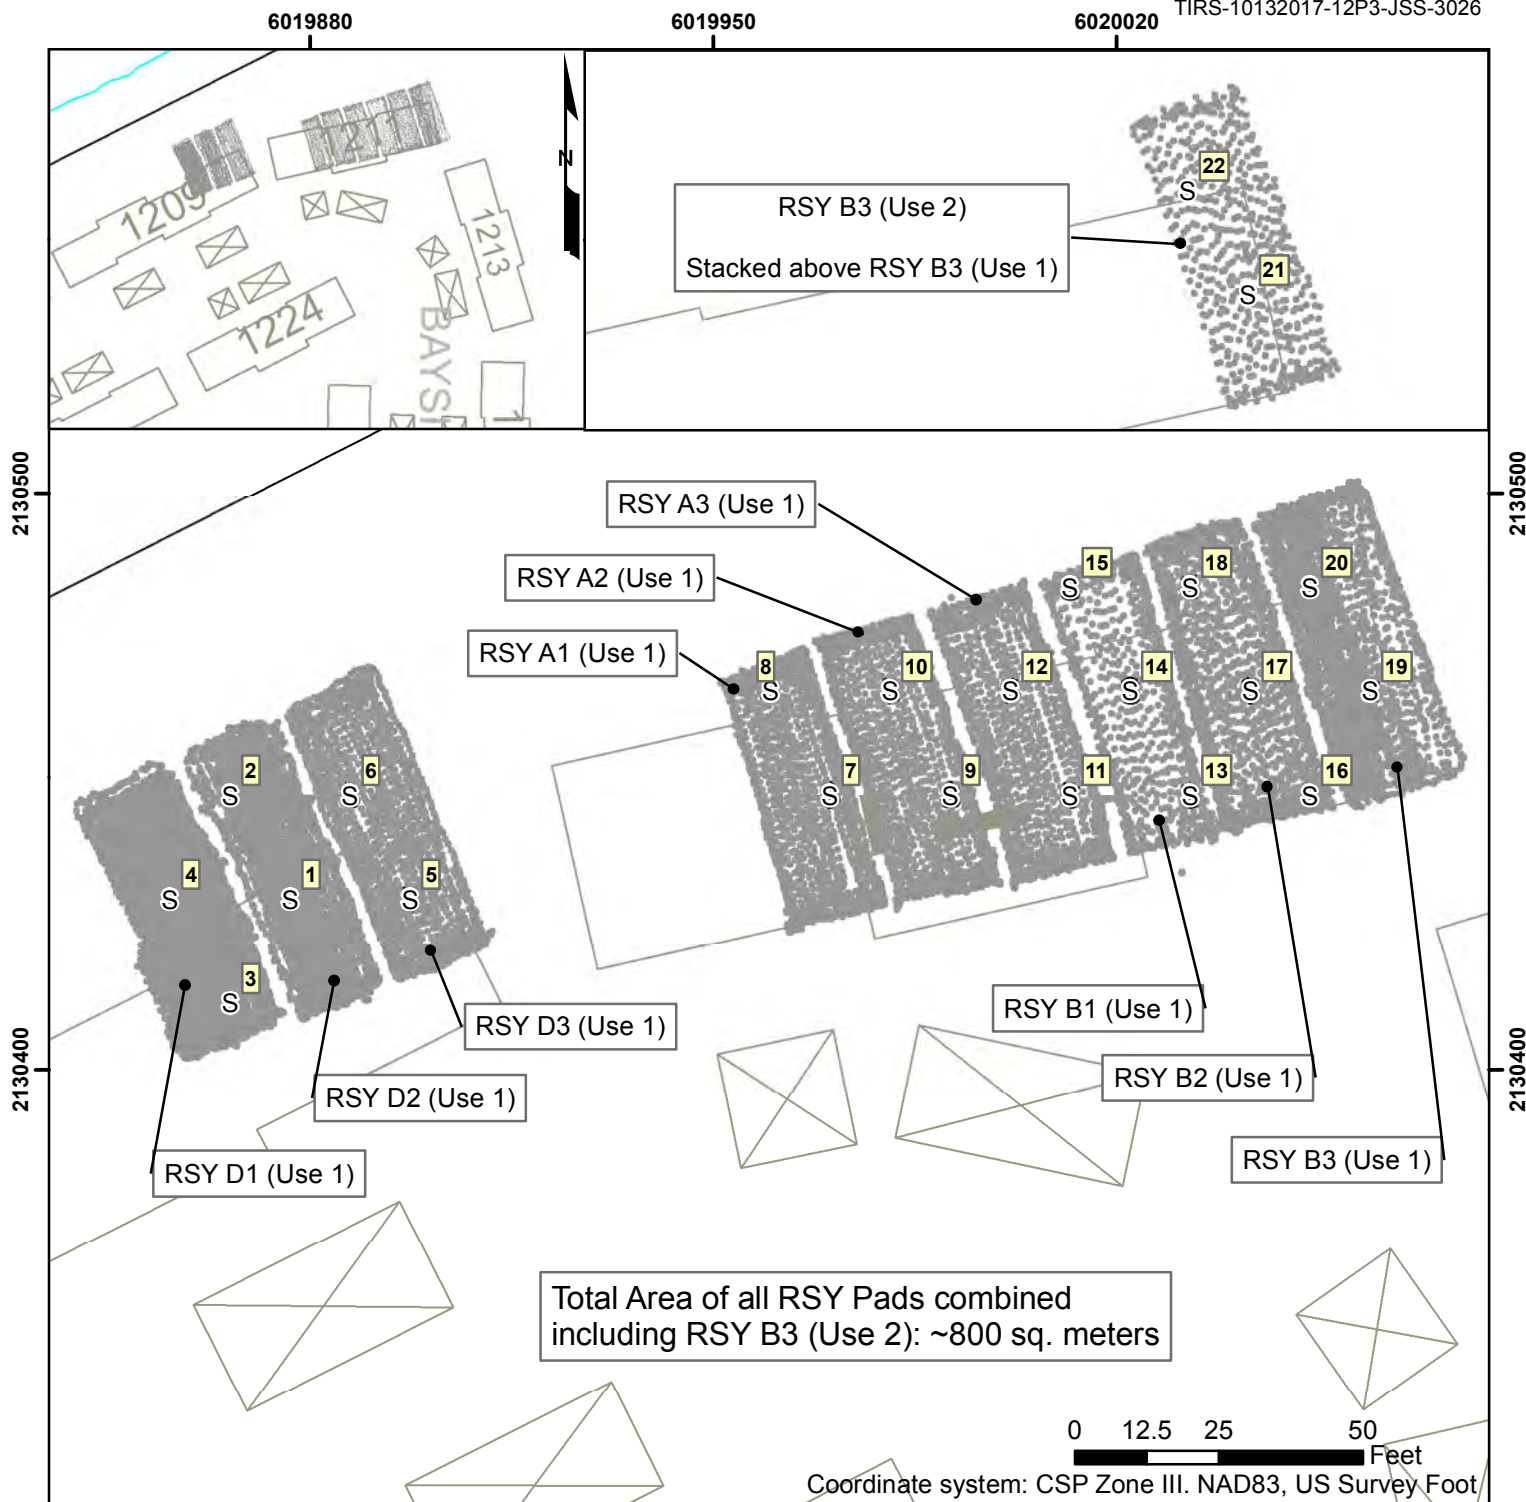 TIRS-10132017-12P3-JSS-3026
6019880
6019950
6020020
1209
1211
1213
1224
BAYSI
N
1
RSY B3 (Use 2)
Stacked above RSY B3 (Use 1)
22
S
21
S
2130500
2130500
RSY A3 (Use 1)
RSY A2 (Use 1)
RSY A1 (Use 1)
15
S
18
S
20
S
8
S
10
S
12
S
14
S
17
S
19
S
2
S
6
S
7
S
9
S
11
S
13
S
16
S
4
S
1
S
5
S
3
S
RSY D3 (Use 1)
RSY D2 (Use 1)
RSY D1 (Use 1)
RSY B1 (Use 1)
RSY B2 (Use 1)
RSY B3 (Use 1)
2130400
2130400
Total Area of all RSY Pads combined
including RSY B3 (Use 2): ~800 sq. meters
0 12.5 25 50
Feet
Coordinate system: CSP Zone III. NAD83, US Survey Foot